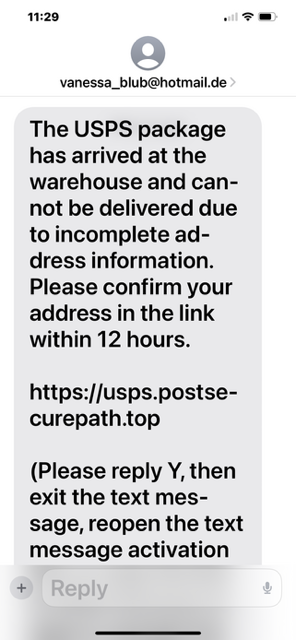 11:29
vanessa_blub@hotmail.de
The USPS package
has arrived at the
warehouse and can-
not be delivered due
to incomplete ad-
dress information.
Please confirm your
address in the link
within 12 hours.
https://usps.postse-
curepath.top
(Please reply Y, then
exit the text mes-
sage, reopen the text
message activation
Reply